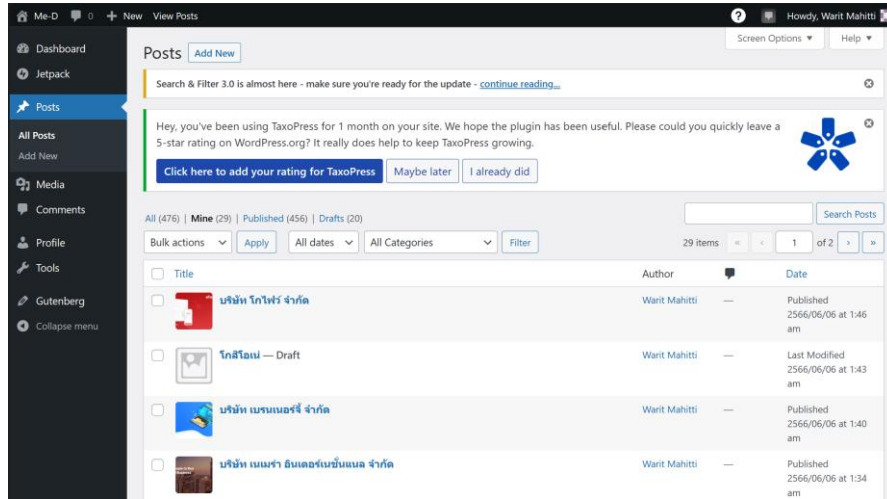 Me-D 0 New View Posts Howdy, Warit Mahitti
Screen Options Help
Dashboard
Jetpack
Posts
All Posts
Add New
Media
Comments
Profile
Tools
Gutenberg
Collapse menu
Posts Add New
Search & Filter 3.0 is almost here - make sure you're ready for the update - continue reading...
Hey, you've been using TaxoPress for 1 month on your site. We hope the plugin has been useful. Please could you quickly leave a
5-star rating on WordPress.org? It really does help to keep TaxoPress growing.
Click here to add your rating for TaxoPress Maybe later I already did
All (476) | Mine (29) | Published (456) | Drafts (20)
Search Posts
Bulk actions Apply All dates All Categories Filter 29 items « ‹ 1 of 2 › »
Title Author Date
บริษัท โกไฟว์ จำกัด Warit Mahitti — Published
2566/06/06 at 1:46
am
โกสิโอเน่ — Draft Warit Mahitti — Last Modified
2566/06/06 at 1:43
am
บริษัท เบรนเนอร์จี้ จำกัด Warit Mahitti — Published
2566/06/06 at 1:40
am
บริษัท เนเมร่า อินเตอร์เนชั่นแนล จำกัด Warit Mahitti — Published
2566/06/06 at 1:34
am